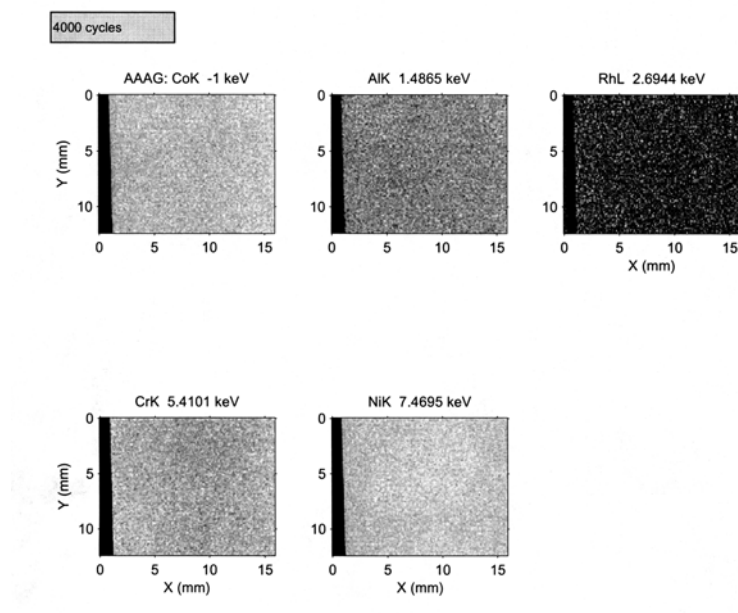 4000 cycles
AAAG: CoK -1 keV
AlK 1.4865 keV
RhL 2.6944 keV
0
5
10
Y (mm)
0 5 10 15
0
5
10
0 5 10 15
0
5
10
0 5 10 15
X (mm)
CrK 5.4101 keV
NiK 7.4695 keV
0
5
10
Y (mm)
0 5 10 15
X (mm)
0
5
10
0 5 10 15
X (mm)